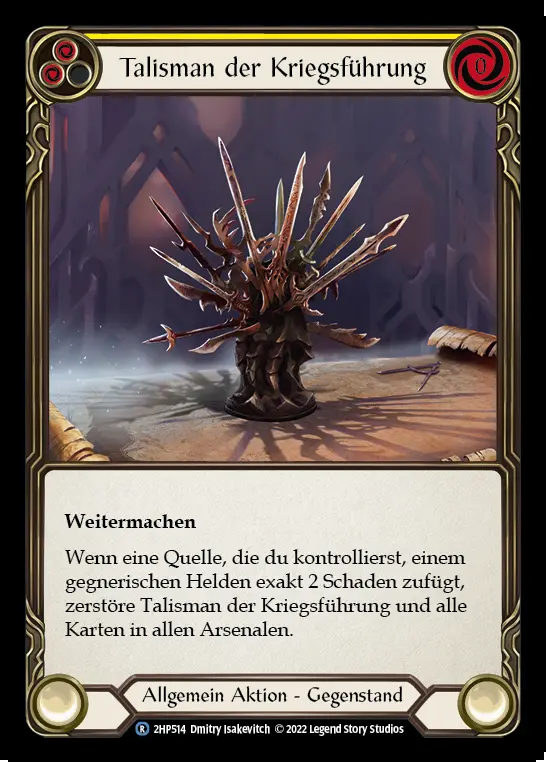 Talisman der Kriegsführung
0
Weitermachen
Wenn eine Quelle, die du kontrollierst, einem
gegnerischen Helden exakt 2 Schaden zufügt,
zerstöre Talisman der Kriegsführung und alle
Karten in allen Arsenalen.
Allgemein Aktion - Gegenstand
R 2HP514 Dmitry Isakevitch © 2022 Legend Story Studios